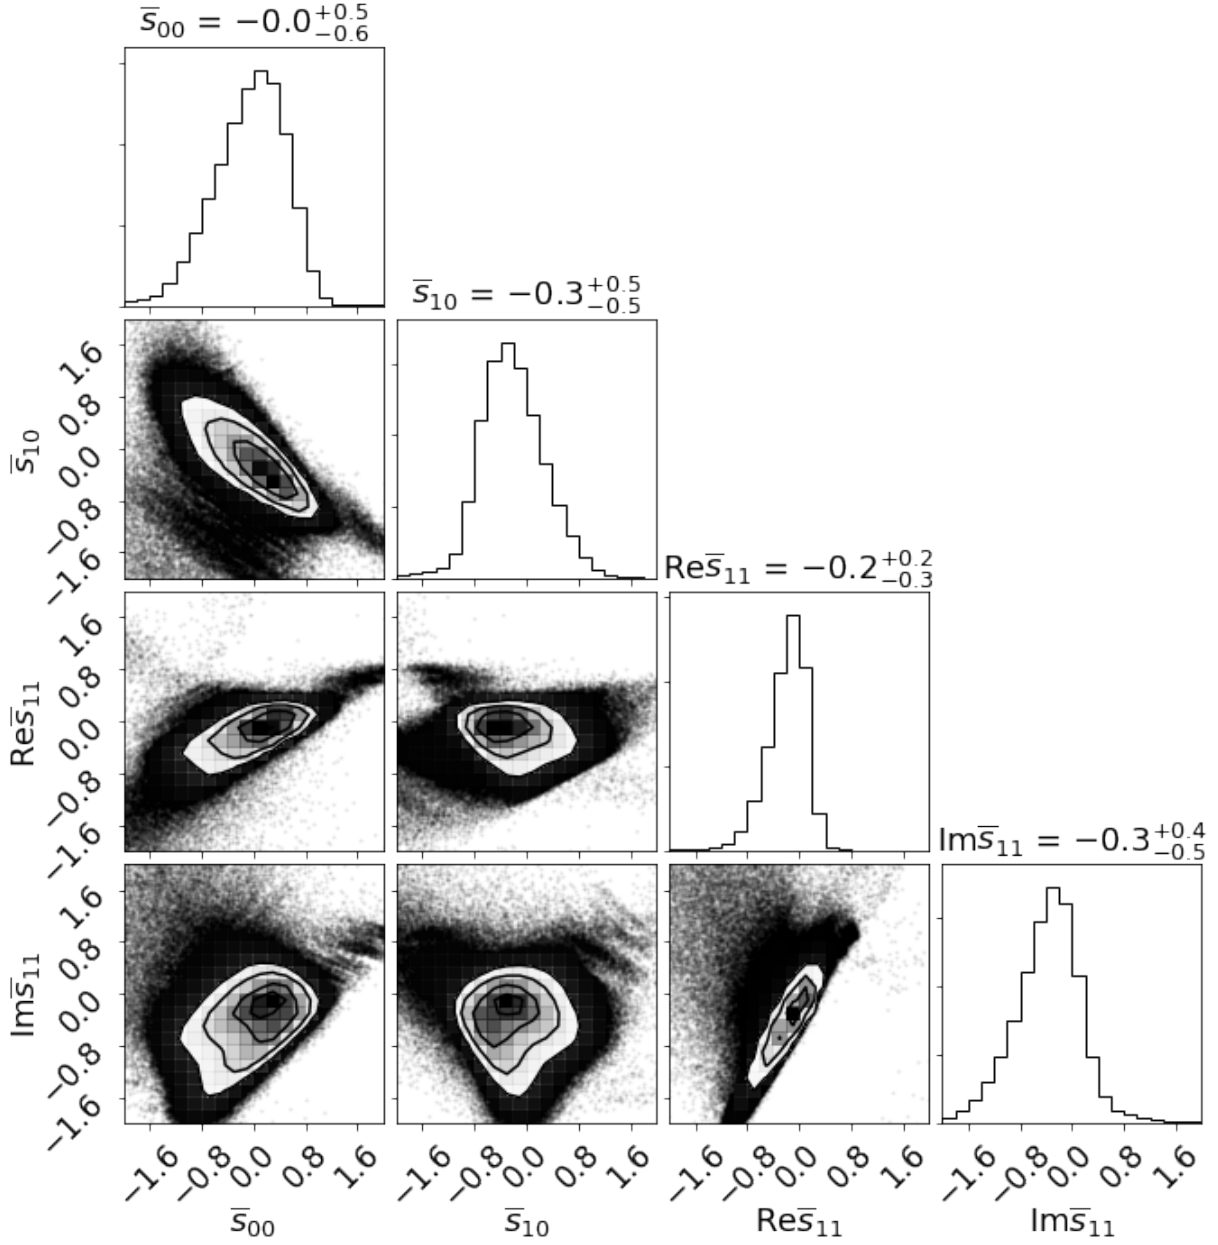 s̅₀₀ = −0.0⁺⁰·⁵₋₀.₆
s̅₁₀ = −0.3⁺⁰·⁵₋₀.₅
1.6
0.8
0.0
−0.8
−1.6
s̅₁₀
Res̅₁₁ = −0.2⁺⁰·²₋₀.₃
1.6
0.8
0.0
−0.8
−1.6
Res̅₁₁
Ims̅₁₁ = −0.3⁺⁰·⁴₋₀.₅
1.6
0.8
0.0
−0.8
−1.6
Ims̅₁₁
−1.6 −0.8 0.0 0.8 1.6 −1.6 −0.8 0.0 0.8 1.6 −1.6 −0.8 0.0 0.8 1.6 −1.6 −0.8 0.0 0.8 1.6
s̅₀₀ s̅₁₀ Res̅₁₁ Ims̅₁₁